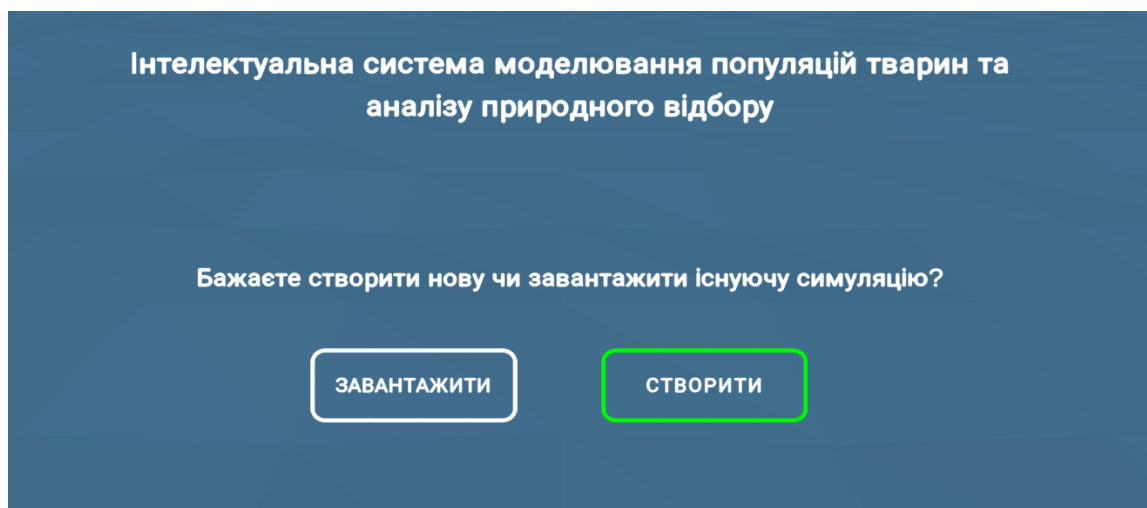 Інтелектуальна система моделювання популяцій тварин та
аналізу природного відбору
Бажаєте створити нову чи завантажити існуючу симуляцію?
ЗАВАНТАЖИТИ
СТВОРИТИ